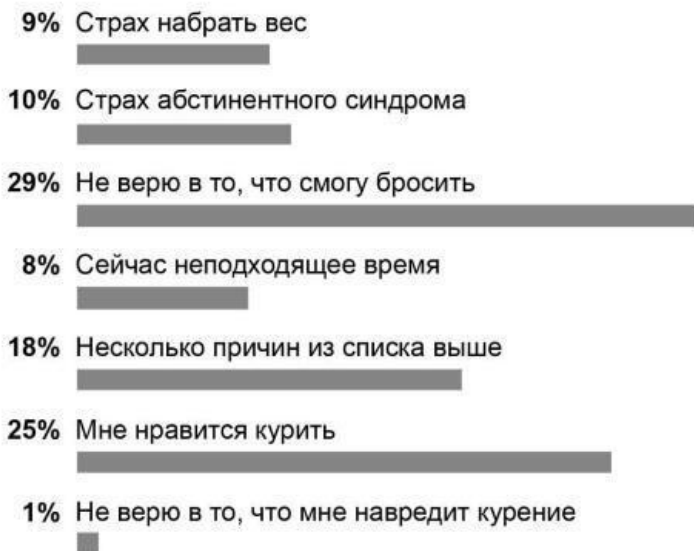 9% Страх набрать вес
10% Страх абстинентного синдрома
29% Не верю в то, что смогу бросить
8% Сейчас неподходящее время
18% Несколько причин из списка выше
25% Мне нравится курить
1% Не верю в то, что мне навредит курение